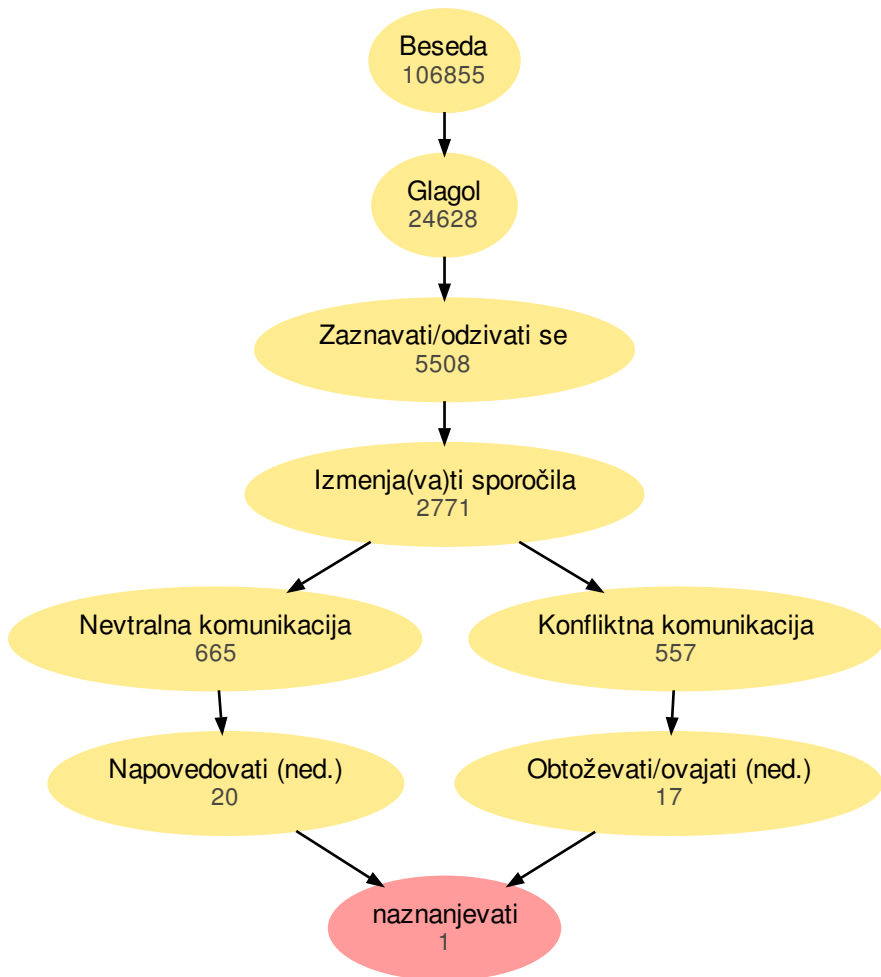 Beseda
106855
Glagol
24628
Zaznavati/odzivati se
5508
Izmenja(va)ti sporočila
2771
Nevtralna komunikacija
665
Konfliktna komunikacija
557
Napovedovati (ned.)
20
Obtoževati/ovajati (ned.)
17
naznanjevati
1